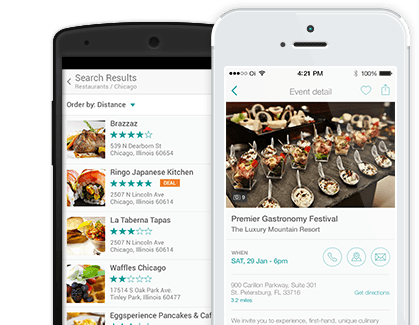 Search Results
Restaurants / Chicago
Order by: Distance
Brazzaz
539 N Dearborn St
Chicago, Illinois 60654
Ringo Japanese Kitchen
DEAL
2507 N Lincoln Ave
Chicago, Illinois 60654
La Taberna Tapas
2507 N Lincoln Ave
Chicago, Illinois 60614
Waffles Chicago
17514 S Oak Park Ave.
Tinley Park, Illinois 60477
Eggsperience Pancakes & Caf
Oi
4:21 PM
100%
Event detail
9
Premier Gastronomy Festival
The Luxury Mountain Resort
WHEN
SAT, 29 Jan - 6pm
900 Carillon Parkway, Suite 301
St. Petersburg, FL 33716
3.2 miles
Get directions
We invite you to experience, first-hand, unique culinary